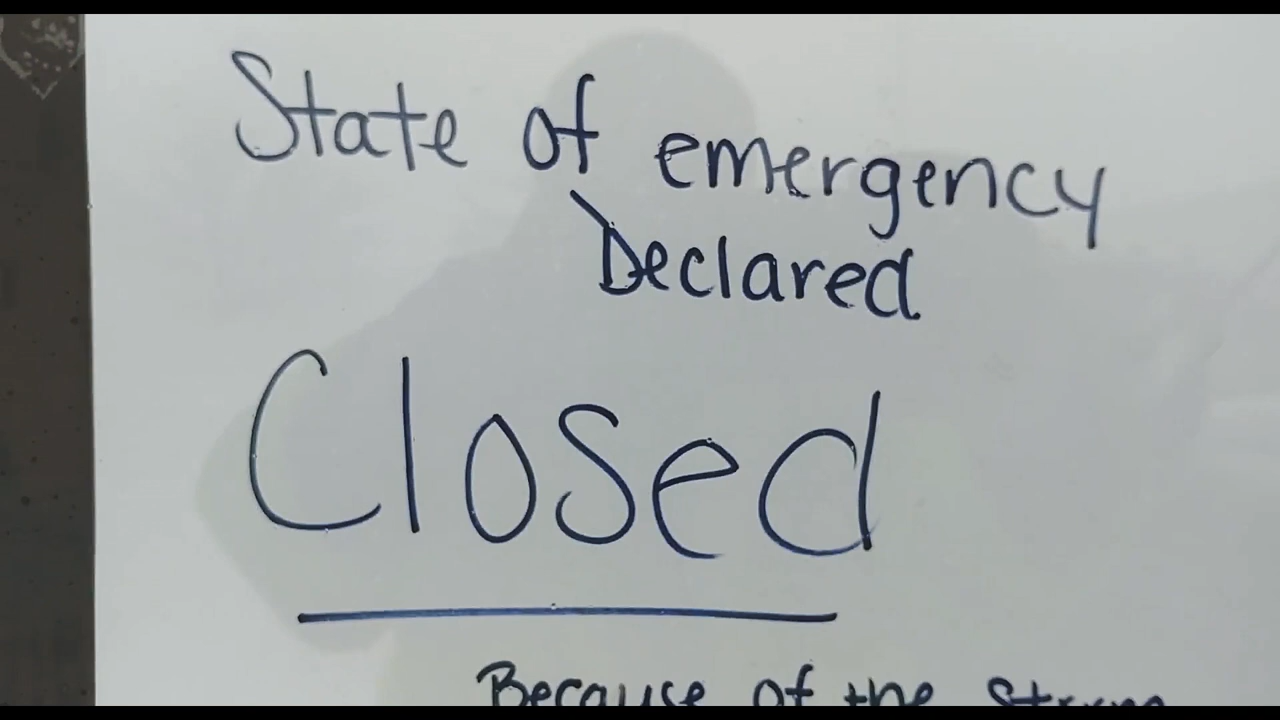 State of emergency
Declared
Closed
Because of the